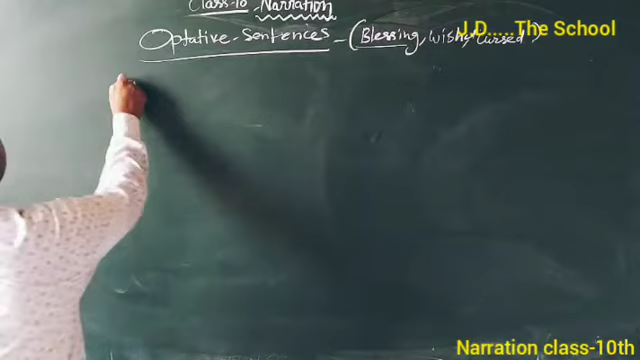 Class-10 Narration
J.D.....The School
Optative-Sentences - (Blessing, wish, cursed)
Narration class-10th